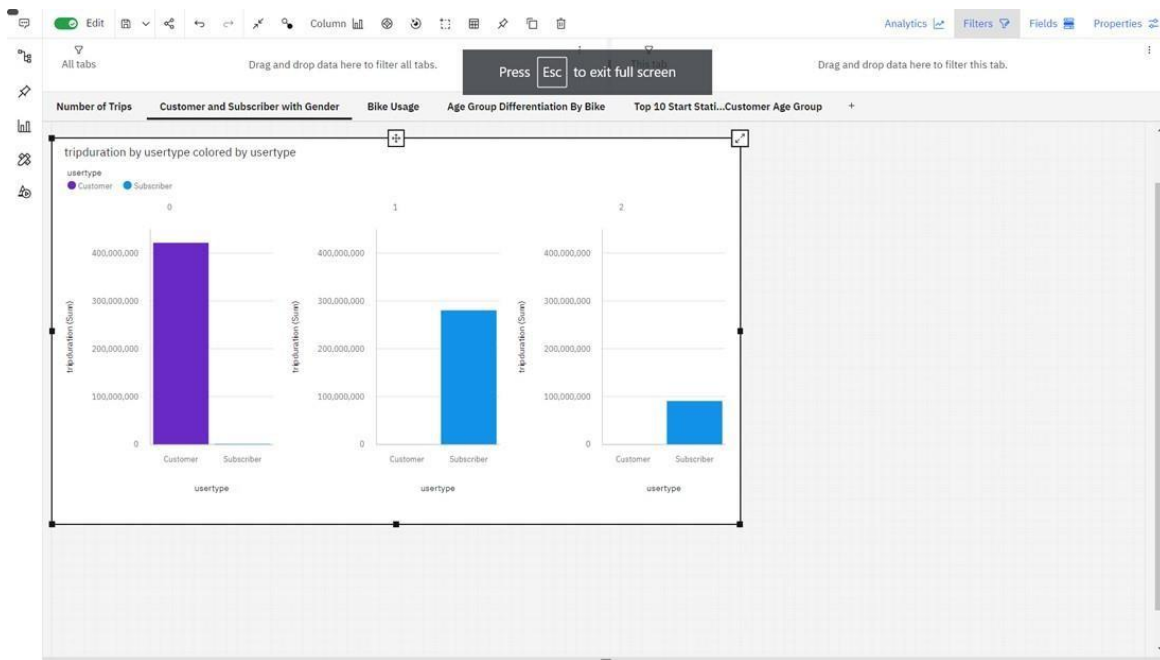 Edit Column Analytics Filters Fields Properties
All tabs Drag and drop data here to filter all tabs. This tab Drag and drop data here to filter this tab.
Press Esc to exit full screen
Number of Trips Customer and Subscriber with Gender Bike Usage Age Group Differentiation By Bike Top 10 Start Stati...Customer Age Group +
tripduration by usertype colored by usertype
usertype
Customer Subscriber
0 1 2
tripduration (Sum)
400,000,000
300,000,000
200,000,000
100,000,000
0
Customer Subscriber
usertype
tripduration (Sum)
400,000,000
300,000,000
200,000,000
100,000,000
0
Customer Subscriber
usertype
tripduration (Sum)
400,000,000
300,000,000
200,000,000
100,000,000
0
Customer Subscriber
usertype